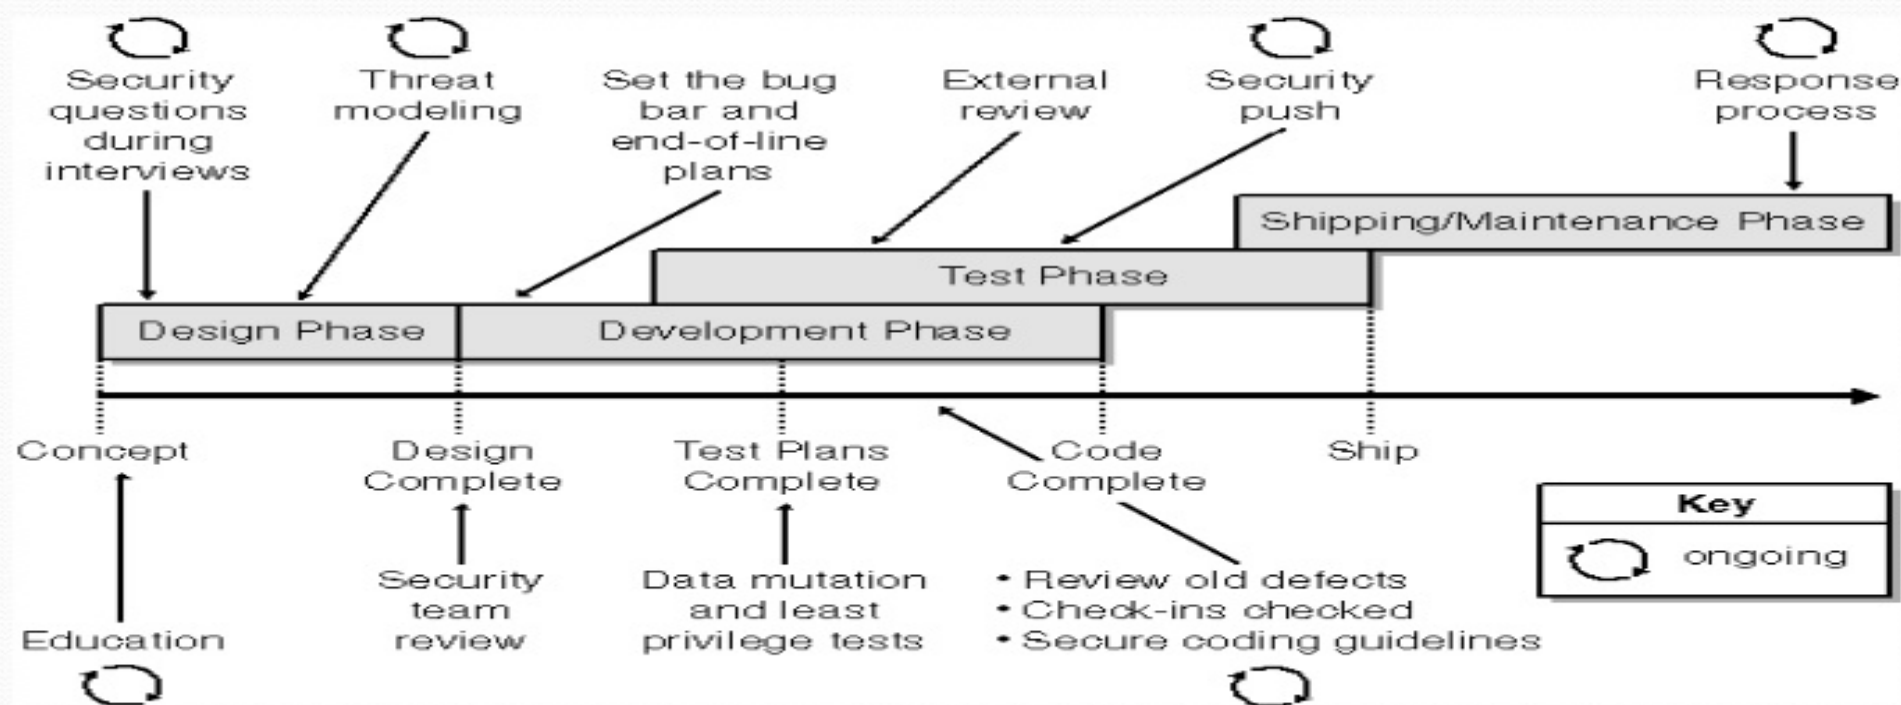 Security
questions
during
interviews
Threat
modeling
Set the bug
bar and
end-of-line
plans
External
review
Security
push
Response
process
Shipping/Maintenance Phase
Test Phase
Design Phase
Development Phase
Concept
Design
Complete
Test Plans
Complete
Code
Complete
Ship
Key
ongoing
Education
Security
team
review
Data mutation
and least
privilege tests
• Review old defects
• Check-ins checked
• Secure coding guidelines